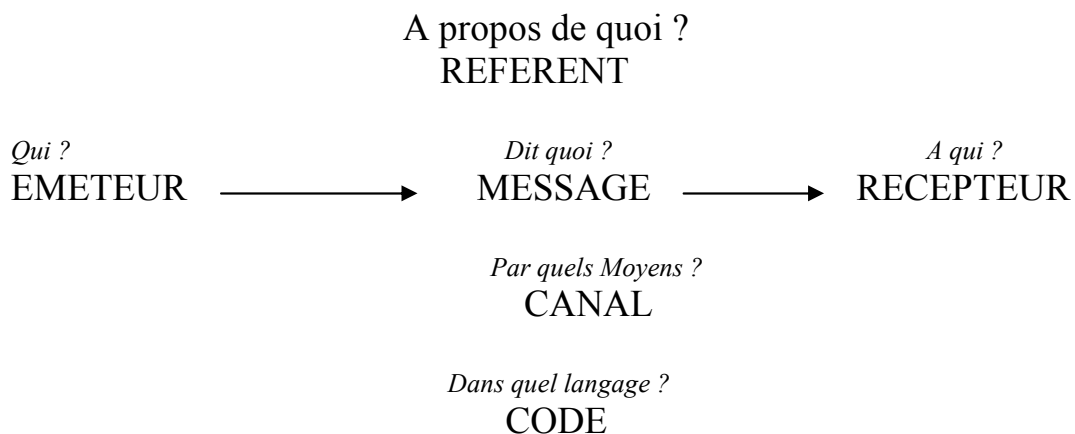 A propos de quoi ?
REFERENT
Qui ?
Dit quoi ?
A qui ?
EMETEUR
MESSAGE
RECEPTEUR
Par quels Moyens ?
CANAL
Dans quel langage ?
CODE